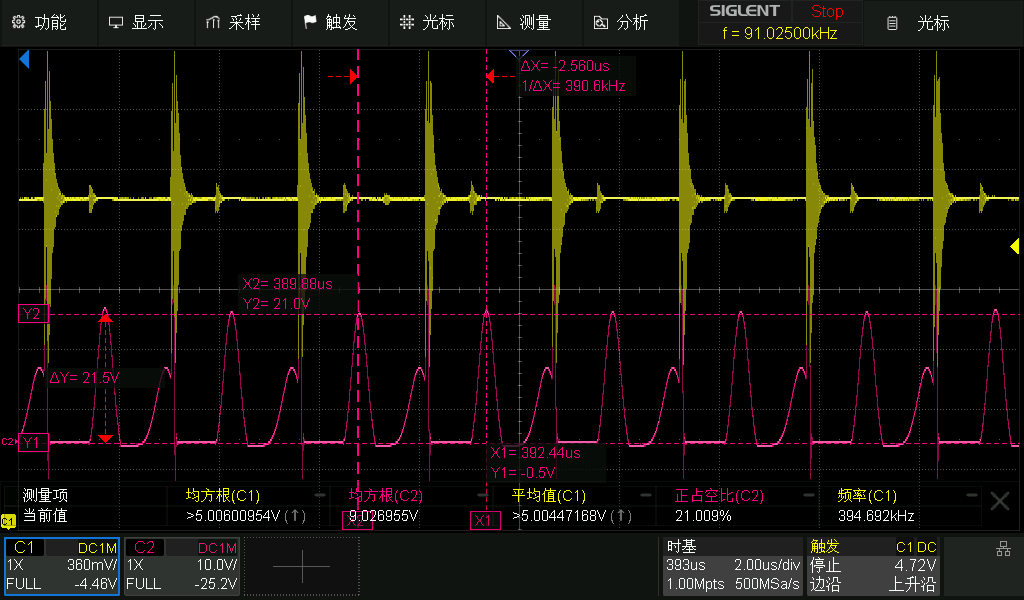 功能
显示
采样
触发
光标
测量
分析
SIGLENT
Stop
f = 91.02500kHz
光标
ΔX= -2.560us
1/ΔX= 390.6kHz
X2= 389.88us
Y2= 21.0V
Y2
ΔY= 21.5V
C2
Y1
X1= 392.44us
Y1= -0.5V
测量项
均方根(C1)
均方根(C2)
平均值(C1)
正占空比(C2)
频率(C1)
当前值
>5.00600954V (↑)
9.026955V
>5.00447168V (↑)
21.009%
394.692kHz
X2
X1
C1
C1
DC1M
1X
360mV/
FULL
-4.46V
C2
DC1M
1X
10.0V/
FULL
-25.2V
时基
393us
2.00us/div
1.00Mpts
500MSa/s
触发
C1 DC
停止
4.72V
边沿
上升沿